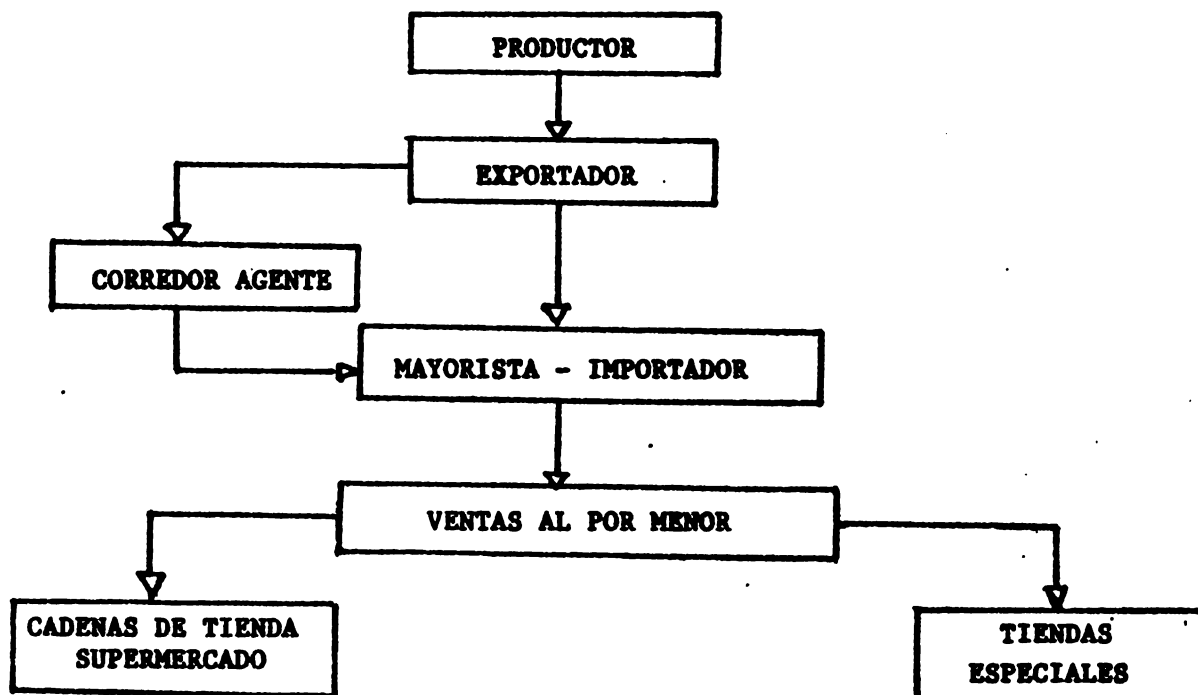 PRODUCTOR
EXPORTADOR
CORREDOR AGENTE
MAYORISTA - IMPORTADOR
VENTAS AL POR MENOR
CADENAS DE TIENDA
SUPERMERCADO
TIENDAS
ESPECIALES